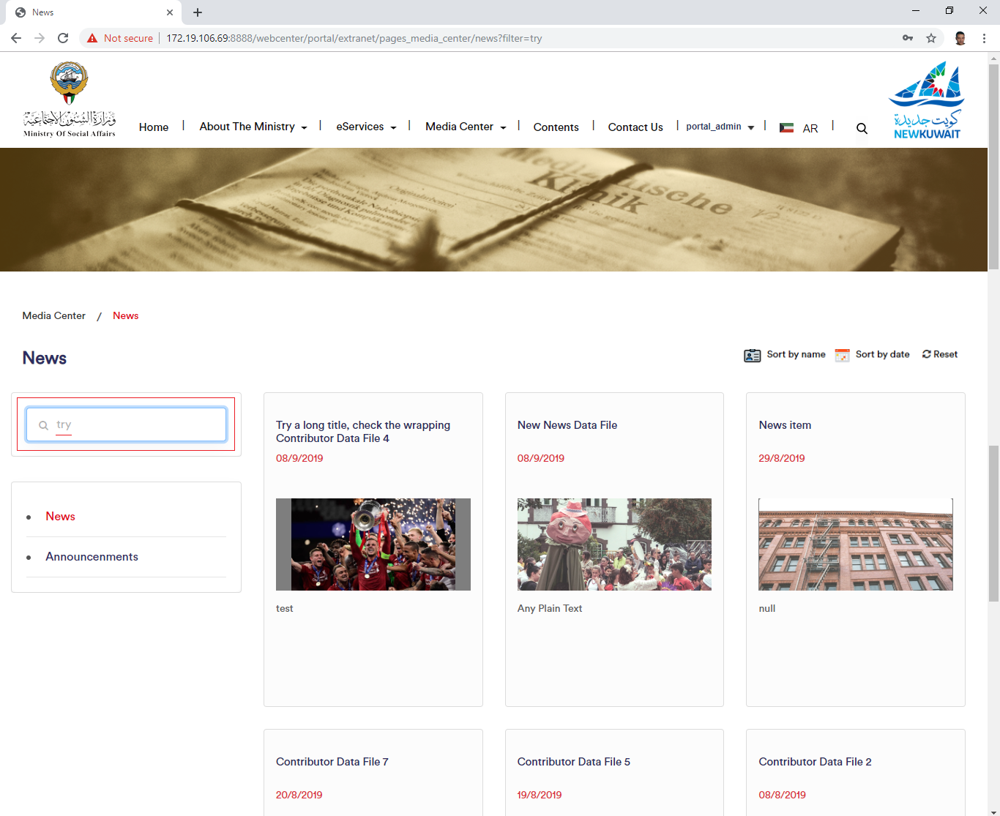 News
Not secure
172.19.106.69:8888/webcenter/portal/extranet/pages_media_center/news?filter=try
وزارة الشئون الاجتماعية
Ministry Of Social Affairs
Home
About The Ministry
eServices
Media Center
Contents
Contact Us
portal_admin
AR
كويت جديدة
NEWKUWAIT
Medizinische
Klinik
Originalarbeiten
Media Center / News
News
Sort by name
Sort by date
Reset
try
News
Announcenments
Try a long title, check the wrapping
Contributor Data File 4
08/9/2019
test
New News Data File
08/9/2019
Any Plain Text
News item
29/8/2019
null
Contributor Data File 7
20/8/2019
Contributor Data File 5
19/8/2019
Contributor Data File 2
08/8/2019